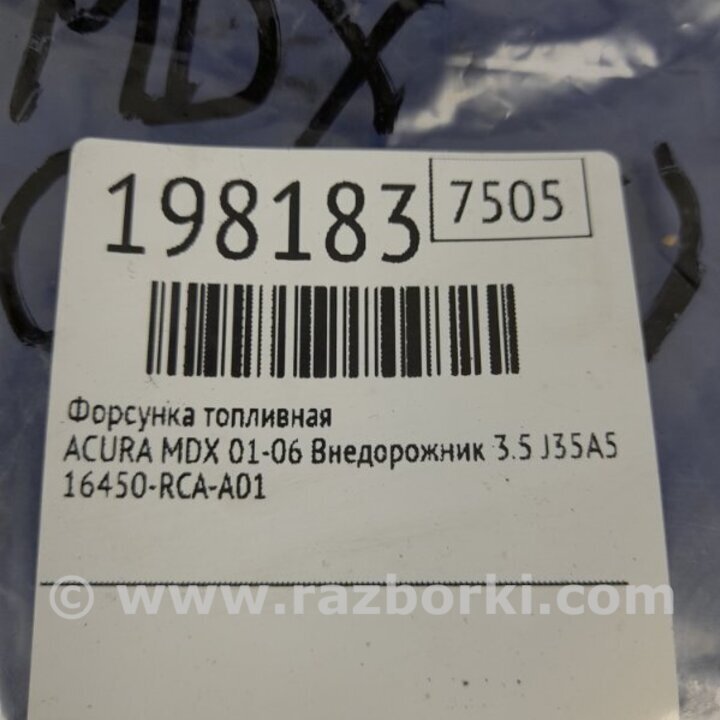 MDX
198183
7505
Форсунка топливная
ACURA MDX 01-06 Внедорожник 3.5 J35A5
16450-RCA-A01
© www.razborki.com